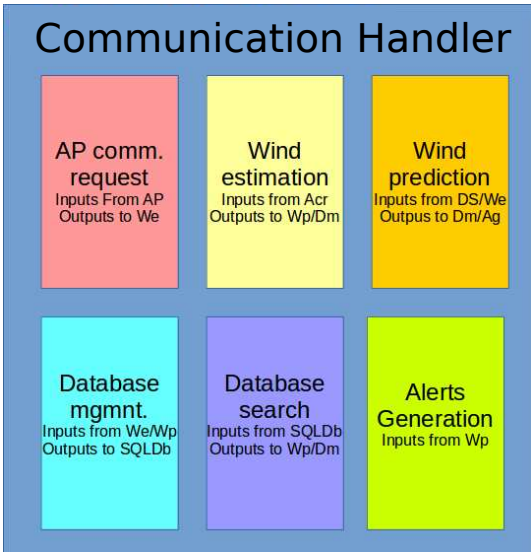 Communication Handler
AP comm.
request
Inputs From AP
Outputs to We
Wind
estimation
Inputs from Acr
Outputs to Wp/Dm
Wind
prediction
Inputs from DS/We
Outpus to Dm/Ag
Database
mgmnt.
Inputs from We/Wp
Outputs to SQLDb
Database
search
Inputs from SQLDb
Outputs to Wp/Dm
Alerts
Generation
Inputs from Wp